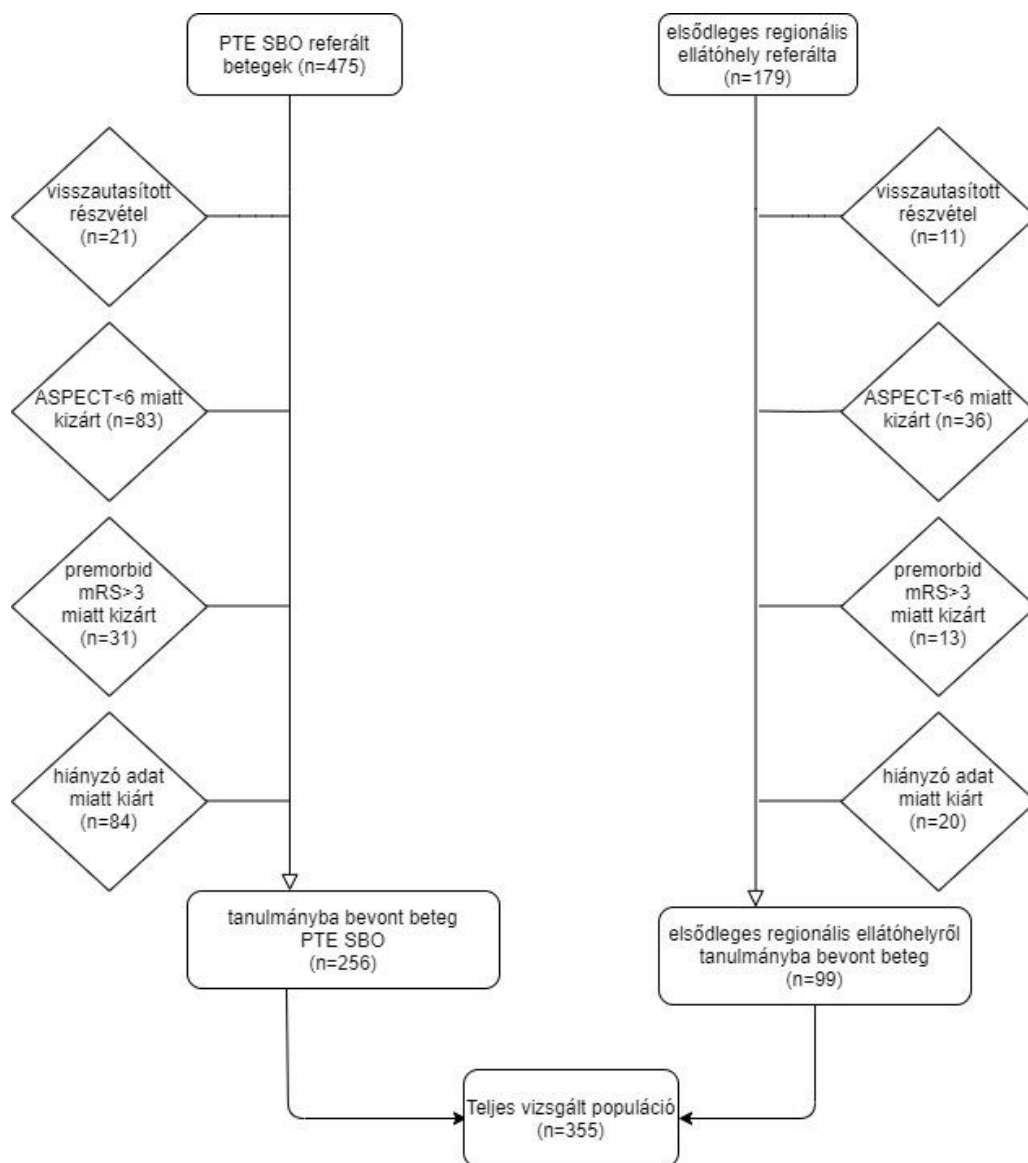 PTE SBO referált
betegek (n=475)
elsődleges regionális
ellátóhely referálta
(n=179)
visszautasított
részvétel
(n=21)
visszautasított
részvétel
(n=11)
ASPECT<6 miatt
kizárt (n=83)
ASPECT<6 miatt
kizárt (n=36)
premorbid
mRS>3
miatt kizárt
(n=31)
premorbid
mRS>3
miatt kizárt
(n=13)
hiányzó adat
miatt kiárt
(n=84)
hiányzó adat
miatt kiárt
(n=20)
tanulmányba bevont beteg
PTE SBO
(n=256)
elsődleges regionális ellátóhelyről
tanulmányba bevont beteg
(n=99)
Teljes vizsgált populáció
(n=355)